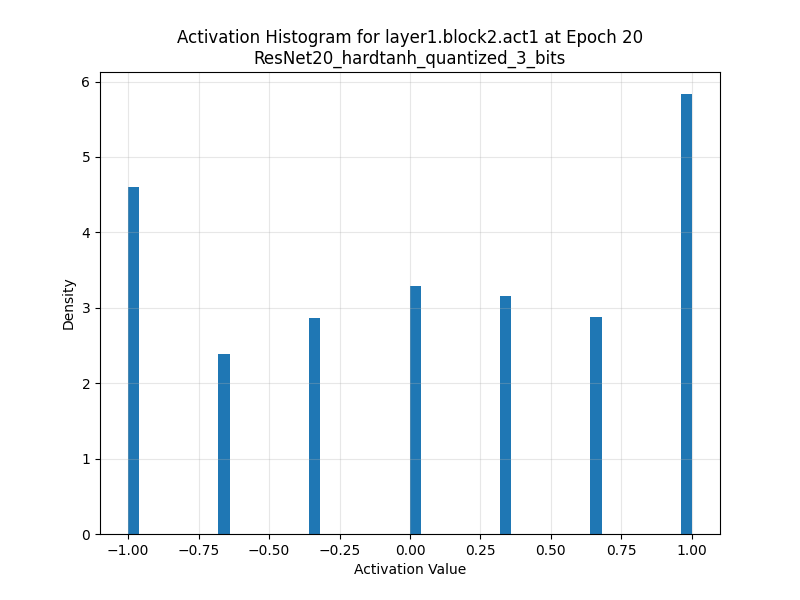 Activation Histogram for layer1.block2.act1 at Epoch 20
ResNet20_hardtanh_quantized_3_bits
Density
6
5
4
3
2
1
0
−1.00 −0.75 −0.50 −0.25 0.00 0.25 0.50 0.75 1.00
Activation Value